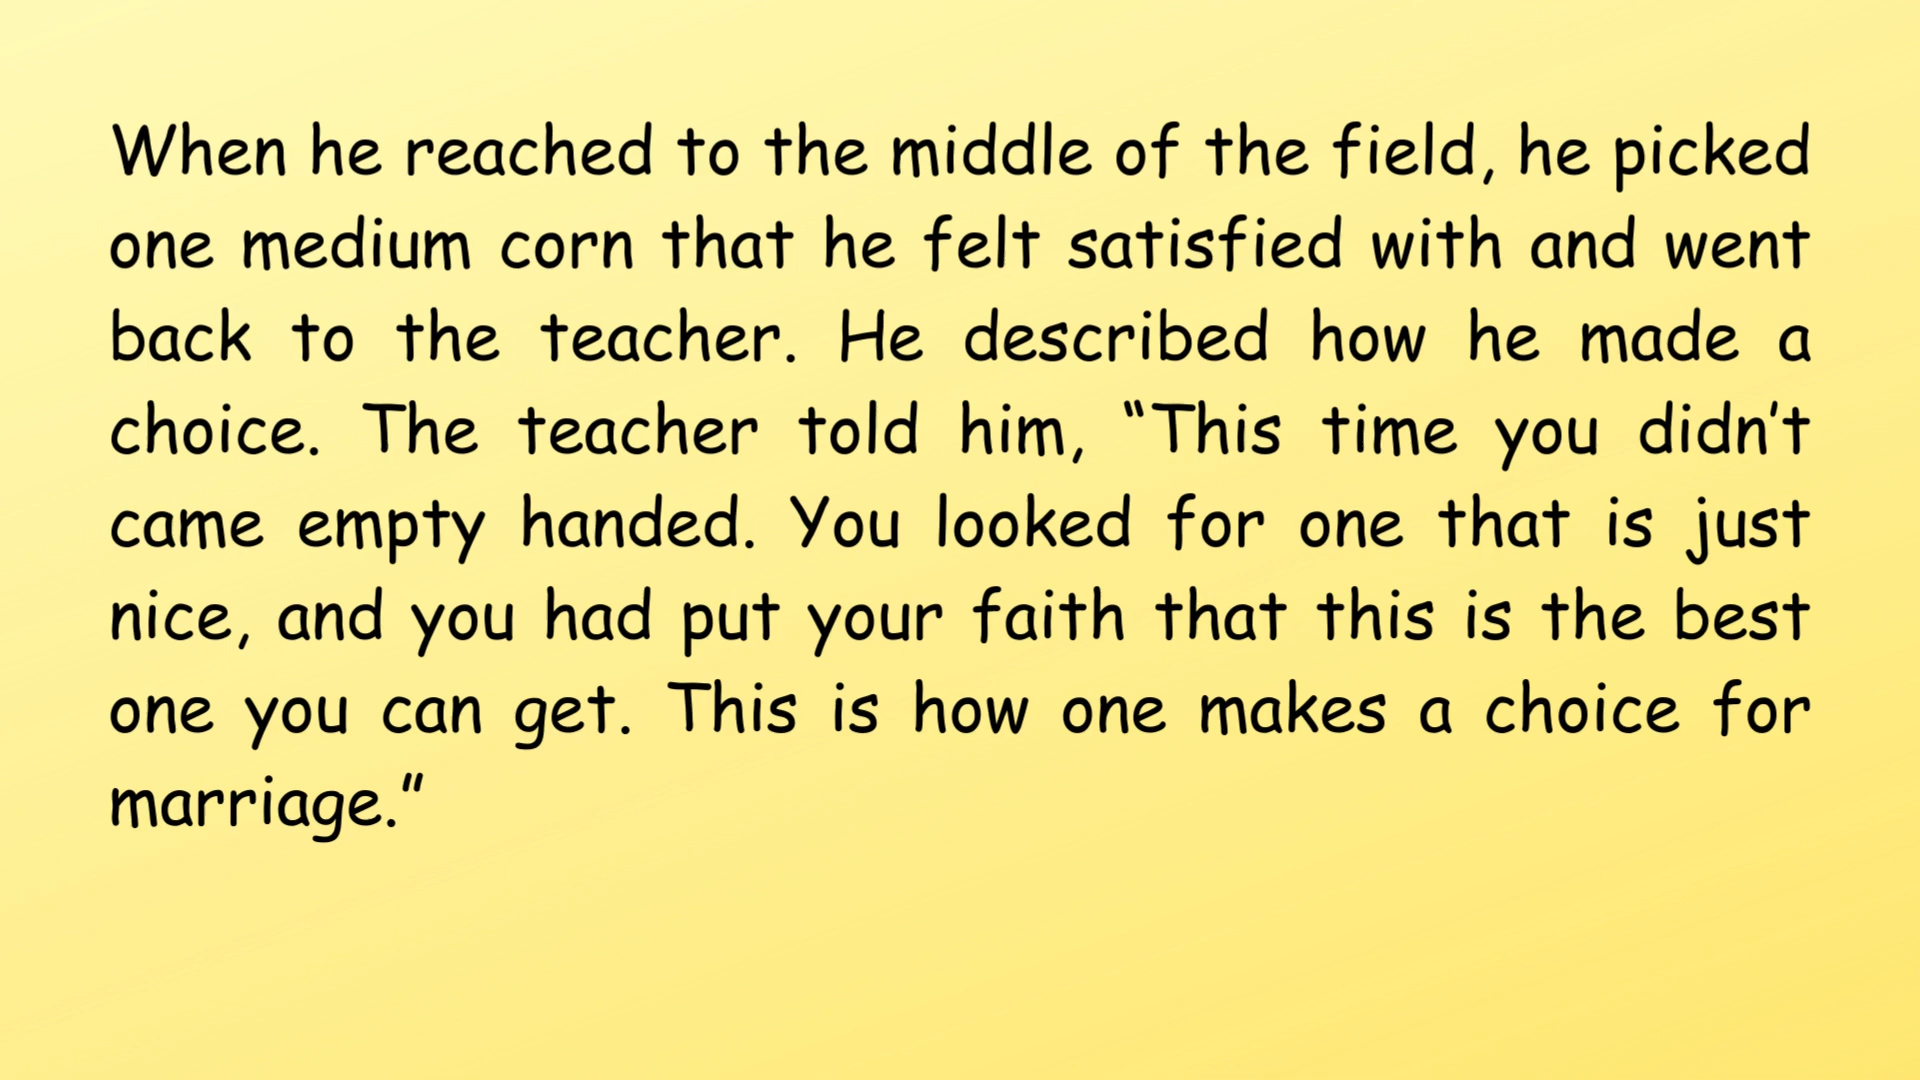 When he reached to the middle of the field, he picked
one medium corn that he felt satisfied with and went
back to the teacher. He described how he made a
choice. The teacher told him, “This time you didn’t
came empty handed. You looked for one that is just
nice, and you had put your faith that this is the best
one you can get. This is how one makes a choice for
marriage.”